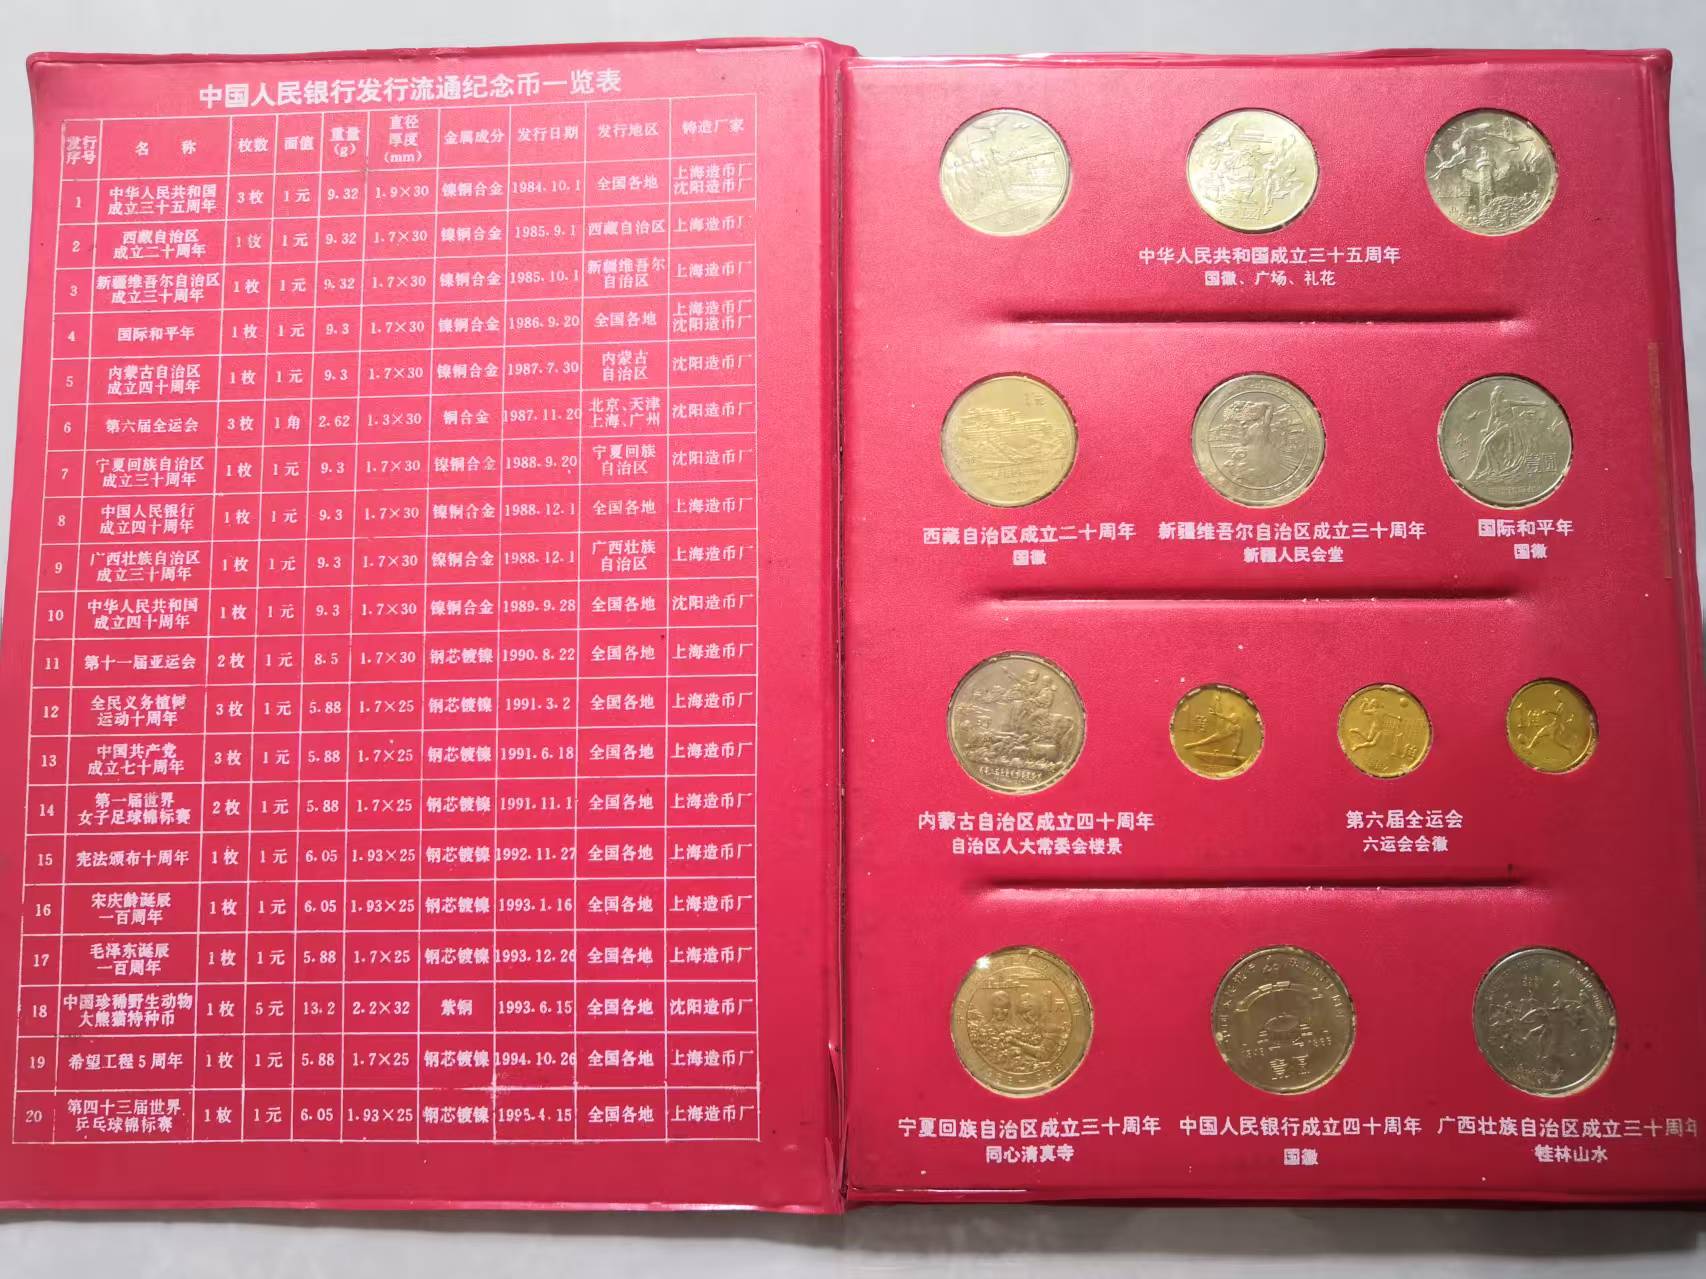 中国人民银行发行流通纪念币一览表
发行序号 名 称 枚数 面值 重量(g) 直径厚度(mm) 金属成分 发行日期 发行地区 铸造厂家
1 中华人民共和国成立三十五周年 3枚 1元 9.32 1.9×30 镍铜合金 1984.10.1 全国各地 上海造币厂沈阳造币厂
2 西藏自治区成立二十周年 1枚 1元 9.32 1.7×30 镍铜合金 1985.9.1 西藏自治区 上海造币厂
3 新疆维吾尔自治区成立三十周年 1枚 1元 9.32 1.7×30 镍铜合金 1985.10.1 新疆维吾尔自治区 上海造币厂
4 国际和平年 1枚 1元 9.3 1.7×30 镍铜合金 1986.9.20 全国各地 上海造币厂沈阳造币厂
5 内蒙古自治区成立四十周年 1枚 1元 9.3 1.7×30 镍铜合金 1987.7.30 内蒙古自治区 沈阳造币厂
6 第六届全运会 3枚 1角 2.62 1.3×30 铜合金 1987.11.20 北京、天津上海、广州 沈阳造币厂
7 宁夏回族自治区成立三十周年 1枚 1元 9.3 1.7×30 镍铜合金 1988.9.20 宁夏回族自治区 沈阳造币厂
8 中国人民银行成立四十周年 1枚 1元 9.3 1.7×30 镍铜合金 1988.12.1 全国各地 上海造币厂
9 广西壮族自治区成立三十周年 1枚 1元 9.3 1.7×30 镍铜合金 1988.12.1 广西壮族自治区 上海造币厂
10 中华人民共和国成立四十周年 1枚 1元 9.3 1.7×30 镍铜合金 1989.9.28 全国各地 沈阳造币厂
11 第十一届亚运会 2枚 1元 8.5 1.7×30 钢芯镀镍 1990.8.22 全国各地 上海造币厂
12 全民义务植树运动十周年 3枚 1元 5.88 1.7×25 钢芯镀镍 1991.3.2 全国各地 上海造币厂
13 中国共产党成立七十周年 3枚 1元 5.88 1.7×25 钢芯镀镍 1991.6.18 全国各地 上海造币厂
14 第一届世界女子足球锦标赛 2枚 1元 5.88 1.7×25 钢芯镀镍 1991.11.1 全国各地 上海造币厂
15 宪法颁布十周年 1枚 1元 6.05 1.93×25 钢芯镀镍 1992.11.27 全国各地 上海造币厂
16 宋庆龄诞辰一百周年 1枚 1元 6.05 1.93×25 钢芯镀镍 1993.1.16 全国各地 上海造币厂
17 毛泽东诞辰一百周年 1枚 1元 5.88 1.7×25 钢芯镀镍 1993.12.26 全国各地 上海造币厂
18 中国珍稀野生动物大熊猫特种币 1枚 5元 13.2 2.2×32 紫铜 1993.6.15 全国各地 沈阳造币厂
19 希望工程5周年 1枚 1元 5.88 1.7×25 钢芯镀镍 1994.10.26 全国各地 上海造币厂
20 第四十三届世界乒乓球锦标赛 1枚 1元 6.05 1.93×25 钢芯镀镍 1995.4.15 全国各地 上海造币厂
中华人民共和国成立三十五周年
国徽、广场、礼花
1元
和平
壹圆
西藏自治区成立二十周年 新疆维吾尔自治区成立三十周年 国际和平年
国徽 新疆人民会堂 国徽
1角 1角 1角
内蒙古自治区成立四十周年 第六届全运会
自治区人大常委会楼景 六运会会徽
壹圆
宁夏回族自治区成立三十周年 中国人民银行成立四十周年 广西壮族自治区成立三十周年
同心清真寺 国徽 桂林山水